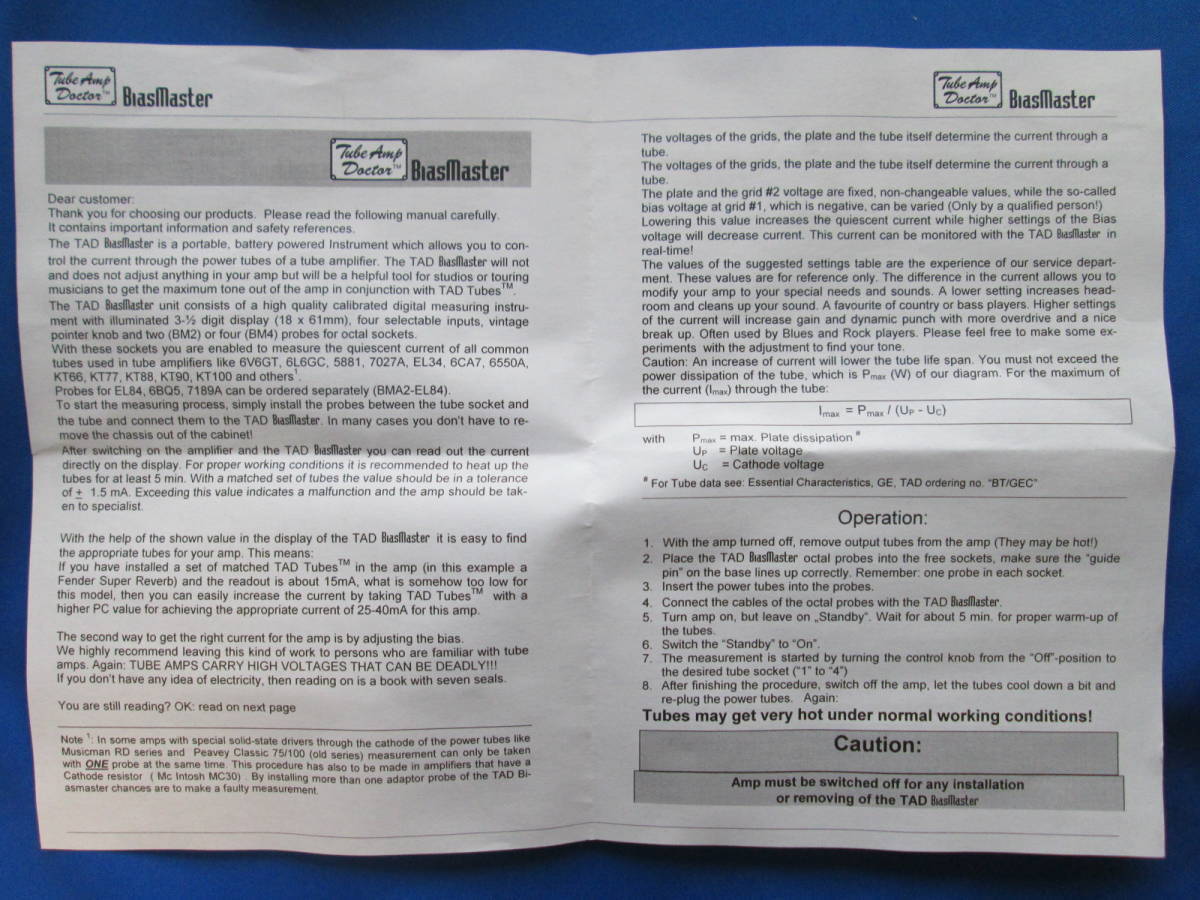 Tube Amp
Doctor™ BiasMaster
Tube Amp
Doctor™ BiasMaster
Dear customer:
Thank you for choosing our products. Please read the following manual carefully.
It contains important information and safety references.
The TAD BiasMaster is a portable, battery powered Instrument which allows you to con-
trol the current through the power tubes of a tube amplifier. The TAD BiasMaster will not
and does not adjust anything in your amp but will be a helpful tool for studios or touring
musicians to get the maximum tone out of the amp in conjunction with TAD Tubes™.
The TAD BiasMaster unit consists of a high quality calibrated digital measuring instru-
ment with illuminated 3-½ digit display (18 x 61mm), four selectable inputs, vintage
pointer knob and two (BM2) or four (BM4) probes for octal sockets.
With these sockets you are enabled to measure the quiescent current of all common
tubes used in tube amplifiers like 6V6GT, 6L6GC, 5881, 7027A, EL34, 6CA7, 6550A,
KT66, KT77, KT88, KT90, KT100 and others¹.
Probes for EL84, 6BQ5, 7189A can be ordered separately (BMA2-EL84).
To start the measuring process, simply install the probes between the tube socket and
the tube and connect them to the TAD BiasMaster. In many cases you don't have to re-
move the chassis out of the cabinet!
After switching on the amplifier and the TAD BiasMaster you can read out the current
directly on the display. For proper working conditions it is recommended to heat up the
tubes for at least 5 min. With a matched set of tubes the value should be in a tolerance
of ± 1.5 mA. Exceeding this value indicates a malfunction and the amp should be tak-
en to specialist.
With the help of the shown value in the display of the TAD BiasMaster it is easy to find
the appropriate tubes for your amp. This means:
If you have installed a set of matched TAD Tubes™ in the amp (in this example a
Fender Super Reverb) and the readout is about 15mA, what is somehow too low for
this model, then you can easily increase the current by taking TAD Tubes™ with a
higher PC value for achieving the appropriate current of 25-40mA for this amp.
The second way to get the right current for the amp is by adjusting the bias.
We highly recommend leaving this kind of work to persons who are familiar with tube
amps. Again: TUBE AMPS CARRY HIGH VOLTAGES THAT CAN BE DEADLY!!!
If you don't have any idea of electricity, then reading on is a book with seven seals.
You are still reading? OK: read on next page
Note ¹: In some amps with special solid-state drivers through the cathode of the power tubes like
Musicman RD series and Peavey Classic 75/100 (old series) measurement can only be taken
with ONE probe at the same time. This procedure has also to be made in amplifiers that have a
Cathode resistor ( Mc Intosh MC30) . By installing more than one adaptor probe of the TAD Bi-
asmaster chances are to make a faulty measurement.
Tube Amp
Doctor™ BiasMaster
The voltages of the grids, the plate and the tube itself determine the current through a
tube.
The voltages of the grids, the plate and the tube itself determine the current through a
tube.
The plate and the grid #2 voltage are fixed, non-changeable values, while the so-called
bias voltage at grid #1, which is negative, can be varied (Only by a qualified person!)
Lowering this value increases the quiescent current while higher settings of the Bias
voltage will decrease current. This current can be monitored with the TAD BiasMaster in
real-time!
The values of the suggested settings table are the experience of our service depart-
ment. These values are for reference only. The difference in the current allows you to
modify your amp to your special needs and sounds. A lower setting increases head-
room and cleans up your sound. A favourite of country or bass players. Higher settings
of the current will increase gain and dynamic punch with more overdrive and a nice
break up. Often used by Blues and Rock players. Please feel free to make some ex-
periments with the adjustment to find your tone.
Caution: An increase of current will lower the tube life span. You must not exceed the
power dissipation of the tube, which is Pmax (W) of our diagram. For the maximum of
the current (Imax) through the tube:
Imax = Pmax / (UP - UC)
with Pmax = max. Plate dissipation #
UP = Plate voltage
UC = Cathode voltage
# For Tube data see: Essential Characteristics, GE, TAD ordering no. "BT/GEC"
Operation:
1. With the amp turned off, remove output tubes from the amp (They may be hot!)
2. Place the TAD BiasMaster octal probes into the free sockets, make sure the "guide
pin" on the base lines up correctly. Remember: one probe in each socket.
3. Insert the power tubes into the probes.
4. Connect the cables of the octal probes with the TAD BiasMaster.
5. Turn amp on, but leave on „Standby". Wait for about 5 min. for proper warm-up of
the tubes.
6. Switch the "Standby" to "On".
7. The measurement is started by turning the control knob from the "Off"-position to
the desired tube socket ("1" to "4")
8. After finishing the procedure, switch off the amp, let the tubes cool down a bit and
re-plug the power tubes. Again:
Tubes may get very hot under normal working conditions!
Caution:
Amp must be switched off for any installation
or removing of the TAD BiasMaster